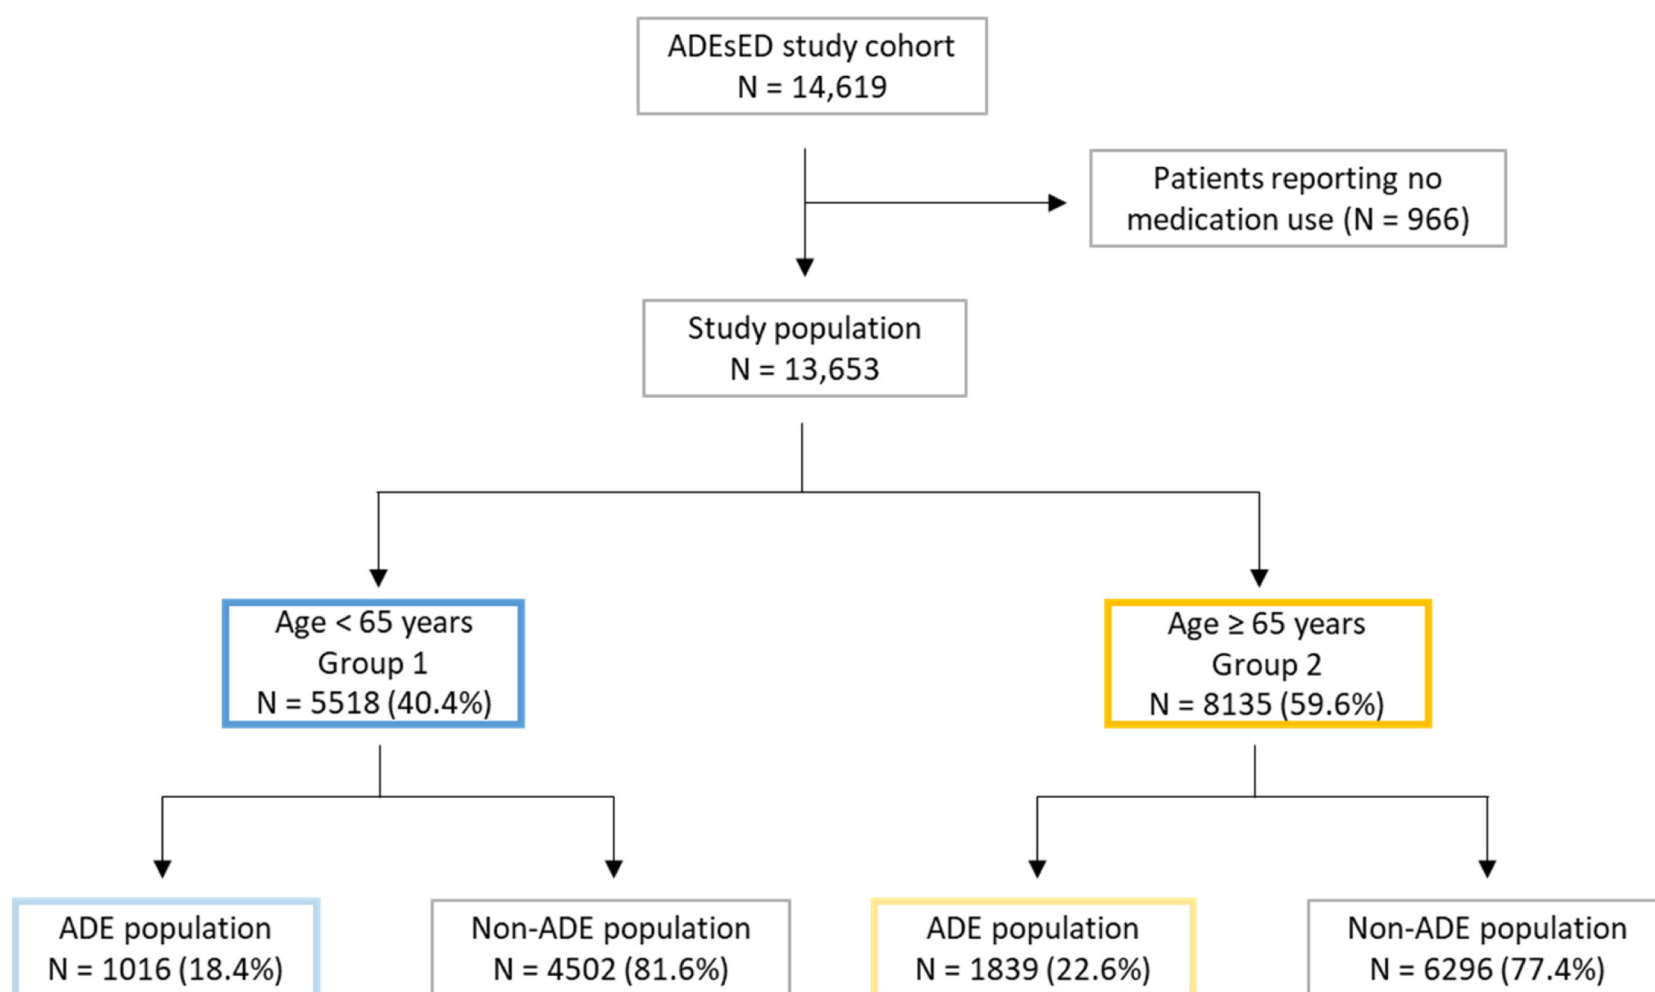 ADEsED study cohort
N = 14,619
Patients reporting no
medication use (N = 966)
Study population
N = 13,653
Age < 65 years
Group 1
N = 5518 (40.4%)
Age ≥ 65 years
Group 2
N = 8135 (59.6%)
ADE population
N = 1016 (18.4%)
Non-ADE population
N = 4502 (81.6%)
ADE population
N = 1839 (22.6%)
Non-ADE population
N = 6296 (77.4%)